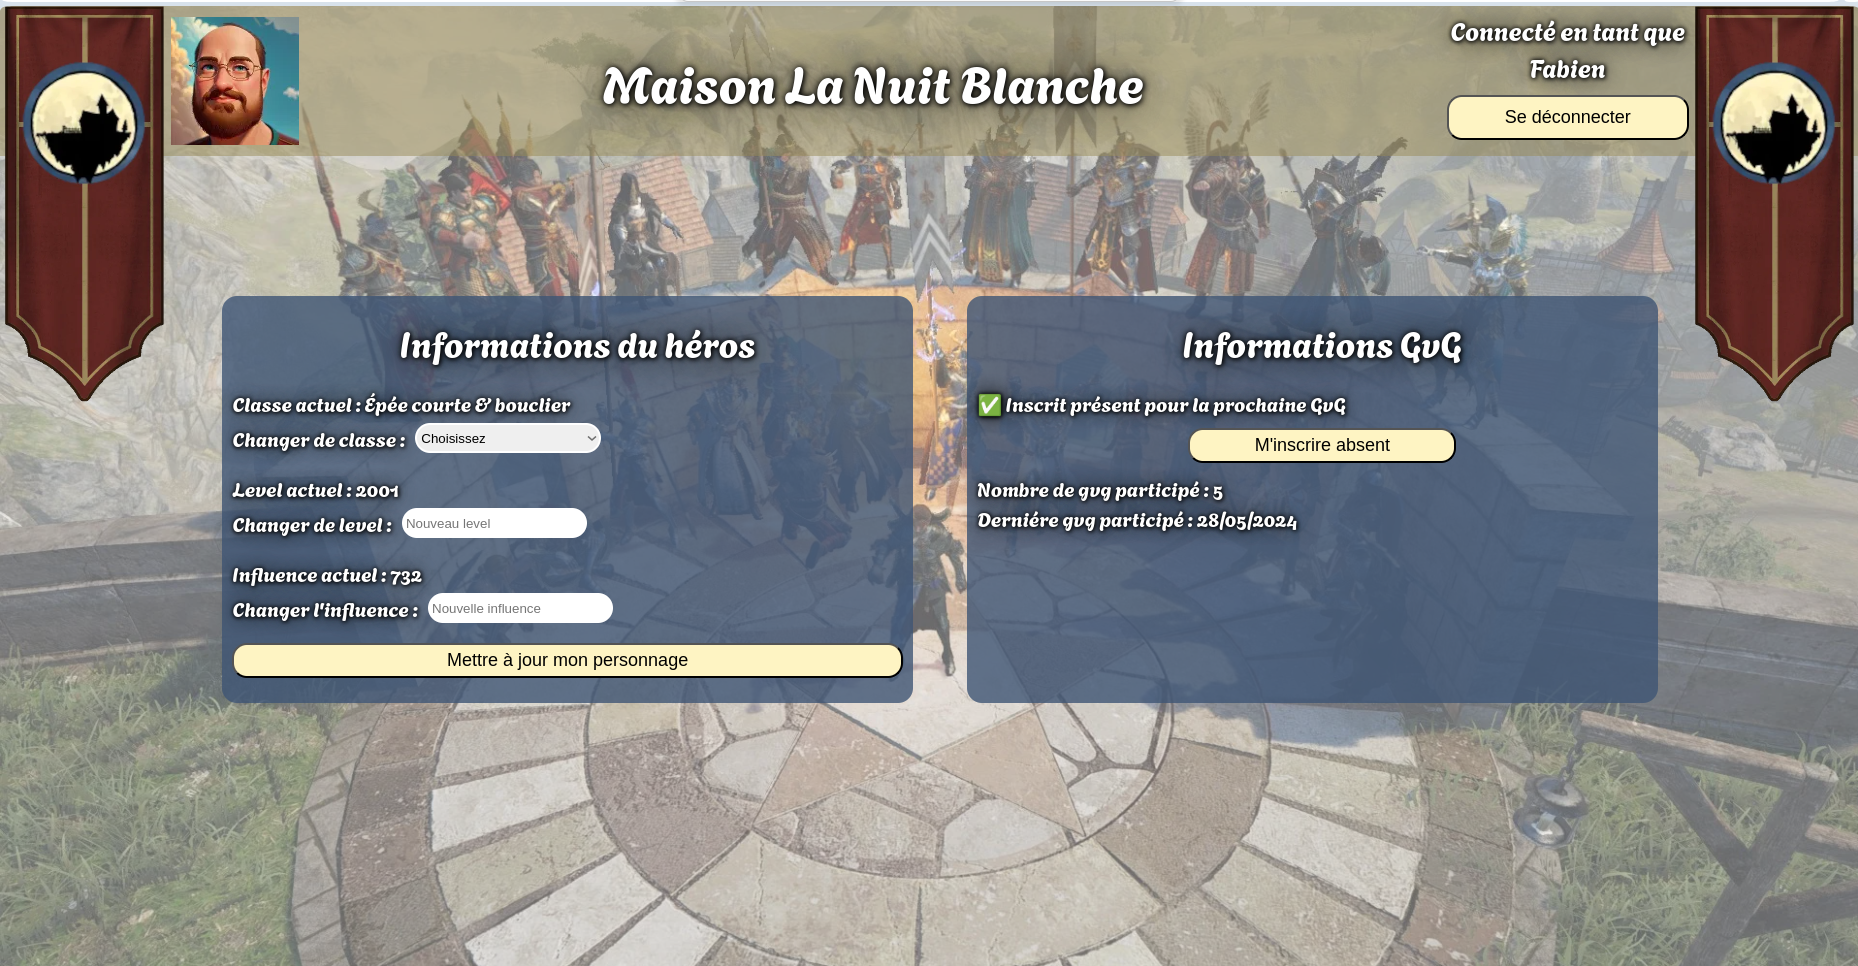 Maison La Nuit Blanche
Connecté en tant que
Fabien
Se déconnecter
Informations du héros
Classe actuel : Épée courte & bouclier
Changer de classe : Choisissez
Level actuel : 2001
Changer de level : Nouveau level
Influence actuel : 732
Changer l'influence : Nouvelle influence
Mettre à jour mon personnage
Informations GvG
✅ Inscrit présent pour la prochaine GvG
M'inscrire absent
Nombre de gvg participé : 5
Derniére gvg participé : 28/05/2024